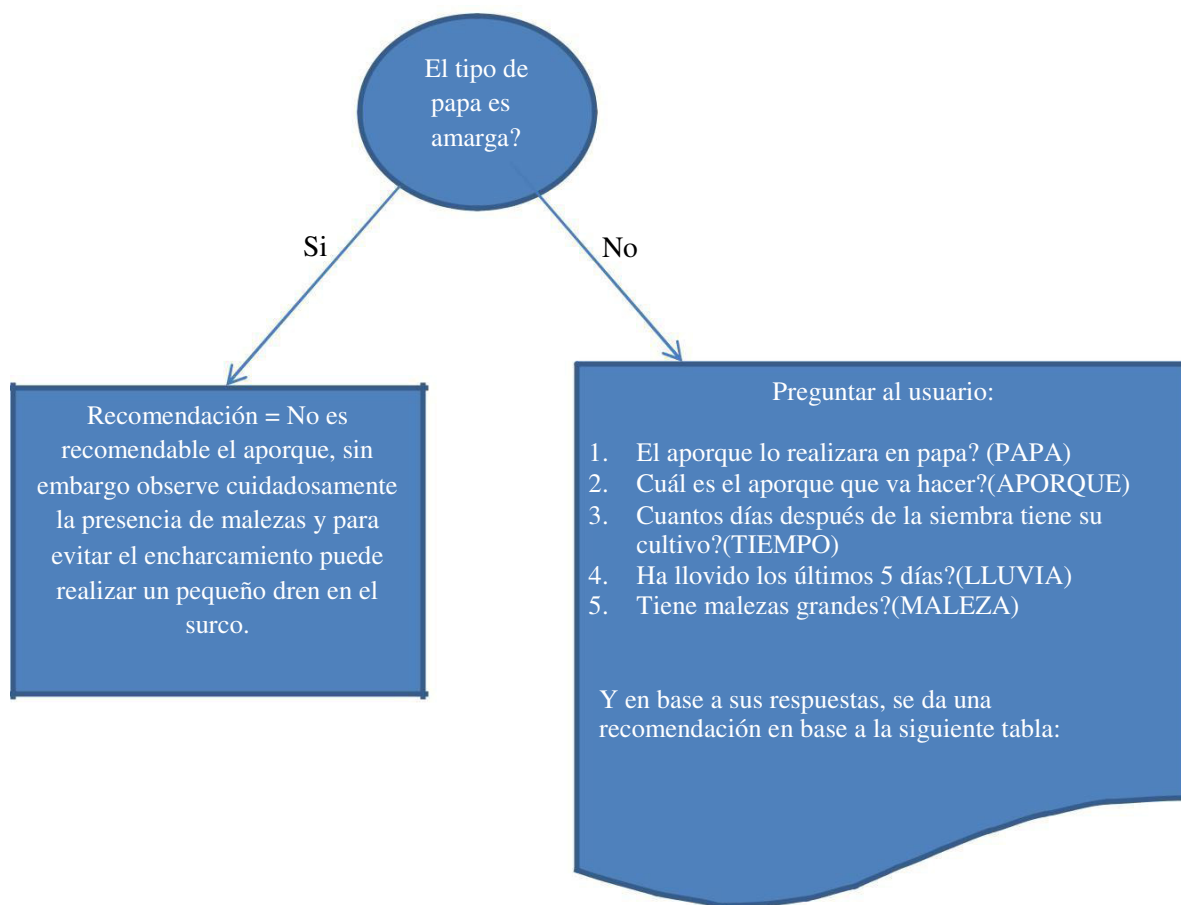 El tipo de
papa es
amarga?
Si
No
Recomendación = No es
recomendable el aporque, sin
embargo observe cuidadosamente
la presencia de malezas y para
evitar el encharcamiento puede
realizar un pequeño dren en el
surco.
Preguntar al usuario:
1. El aporque lo realizara en papa? (PAPA)
2. Cuál es el aporque que va hacer?(APORQUE)
3. Cuantos días después de la siembra tiene su
cultivo?(TIEMPO)
4. Ha llovido los últimos 5 días?(LLUVIA)
5. Tiene malezas grandes?(MALEZA)
Y en base a sus respuestas, se da una
recomendación en base a la siguiente tabla: